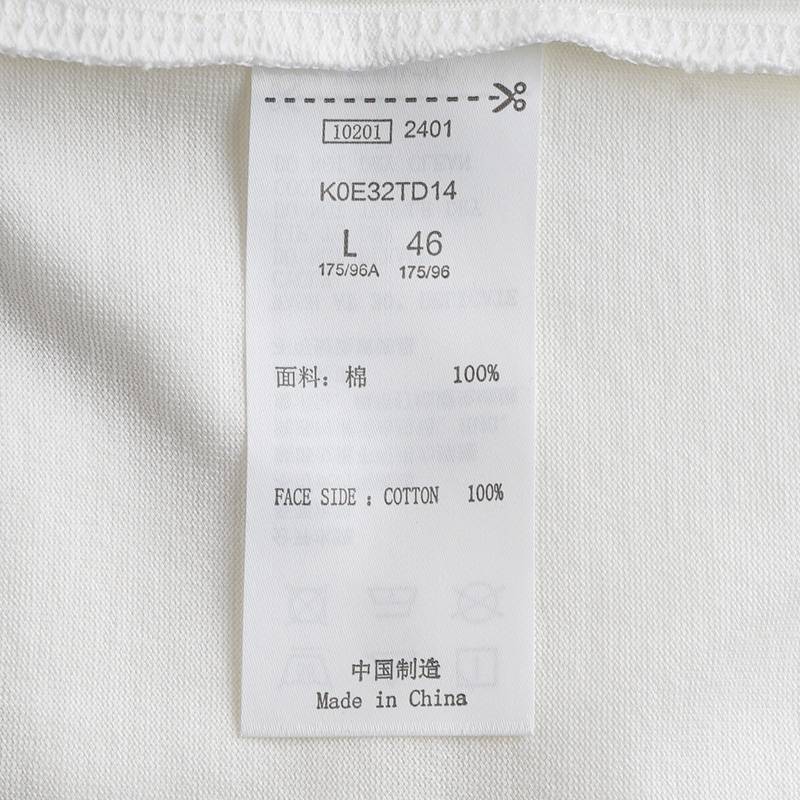 10201 2401
K0E32TD14
L 46
175/96A 175/96
面料：棉 100%
FACE SIDE : COTTON 100%
中国制造
Made in China